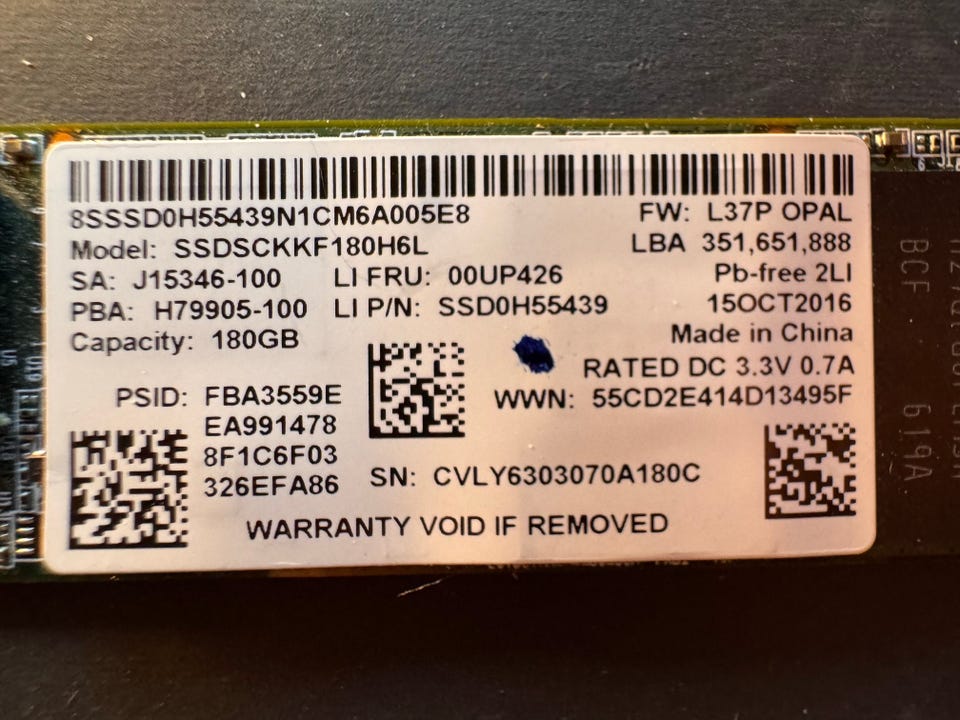 8SSSD0H55439N1CM6A005E8
FW: L37P OPAL
Model: SSDSCKKF180H6L
LBA 351,651,888
SA: J15346-100 LI FRU: 00UP426
Pb-free 2LI
PBA: H79905-100 LI P/N: SSD0H55439
15OCT2016
Capacity: 180GB
Made in China
RATED DC 3.3V 0.7A
PSID: FBA3559E
EA991478
8F1C6F03
326EFA86
WWN: 55CD2E414D13495F
SN: CVLY6303070A180C
WARRANTY VOID IF REMOVED
BCF 619A